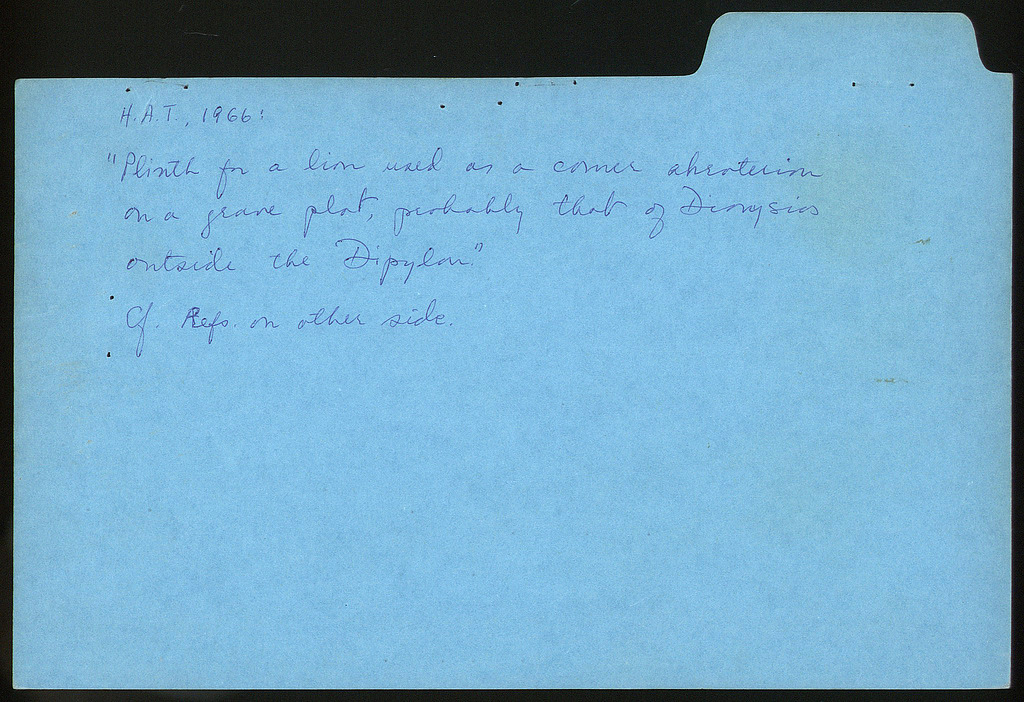 H.A.T., 1966:
"Plinth for a lion used as a corner akroterion
on a grave plot, probably that of Dionysios
outside the Dipylon."
Cf. Refs. on other side.